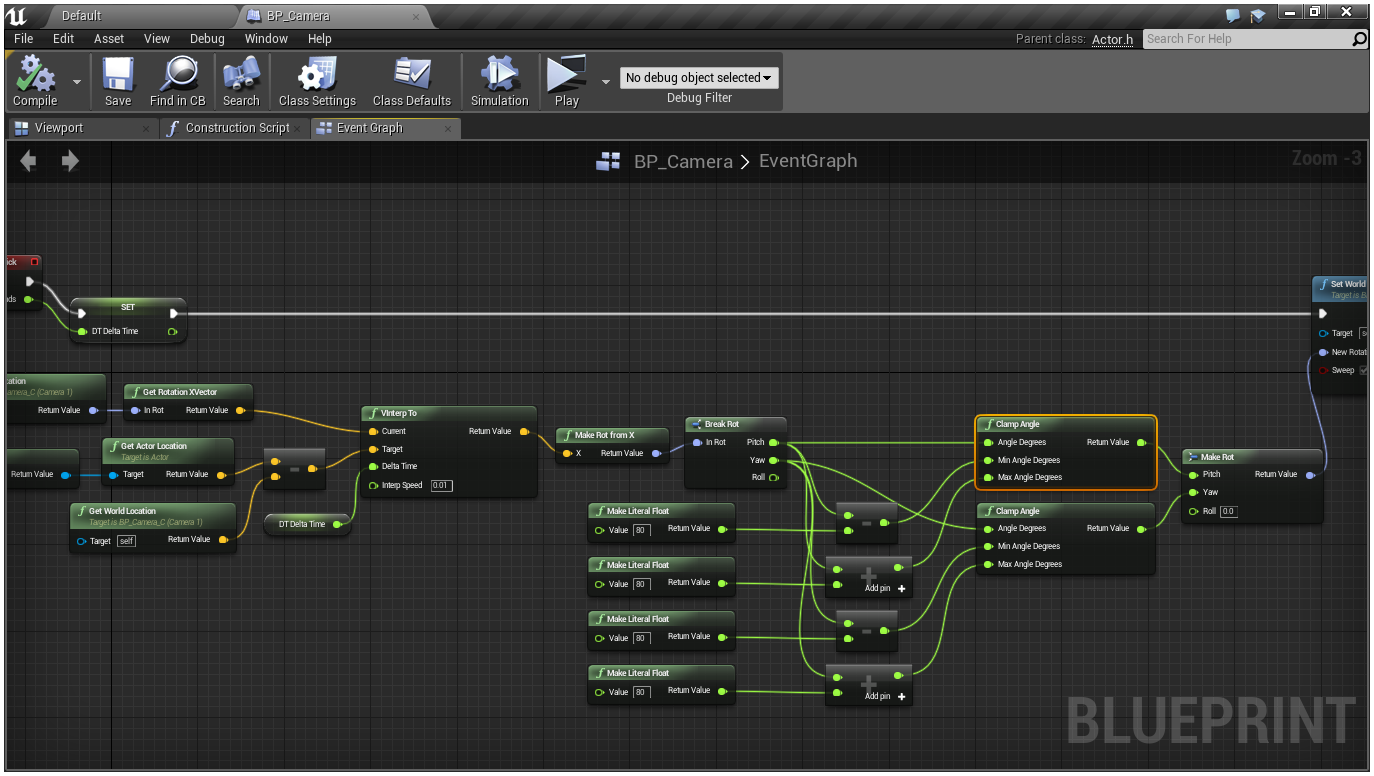 Default
BP_Camera
File Edit Asset View Debug Window Help
Parent class: Actor.h
Search For Help
Compile
Save
Find in CB
Search
Class Settings
Class Defaults
Simulation
Play
No debug object selected
Debug Filter
Viewport
Construction Script
Event Graph
BP_Camera > EventGraph
Zoom -3
SET
DT Delta Time
Return Value
Get Rotation XVector
In Rot Return Value
Get Actor Location
Target is Actor
Return Value
Target Return Value
Get World Location
Target is BP_Camera_C (Camera 1)
Target self Return Value
-
DT Delta Time
VInterp To
Current Return Value
Target
Delta Time
Interp Speed 0.01
Make Rot from X
X Return Value
Break Rot
In Rot Pitch
Yaw
Roll
Make Literal Float
Value 80 Return Value
Make Literal Float
Value 80 Return Value
Make Literal Float
Value 80 Return Value
Make Literal Float
Value 80 Return Value
-
+
Add pin +
-
+
Add pin +
Clamp Angle
Angle Degrees Return Value
Min Angle Degrees
Max Angle Degrees
Clamp Angle
Angle Degrees Return Value
Min Angle Degrees
Max Angle Degrees
Make Rot
Pitch Return Value
Yaw
Roll 0.0
Set World
Target is
Target
New
Sweep
BLUEPRINT